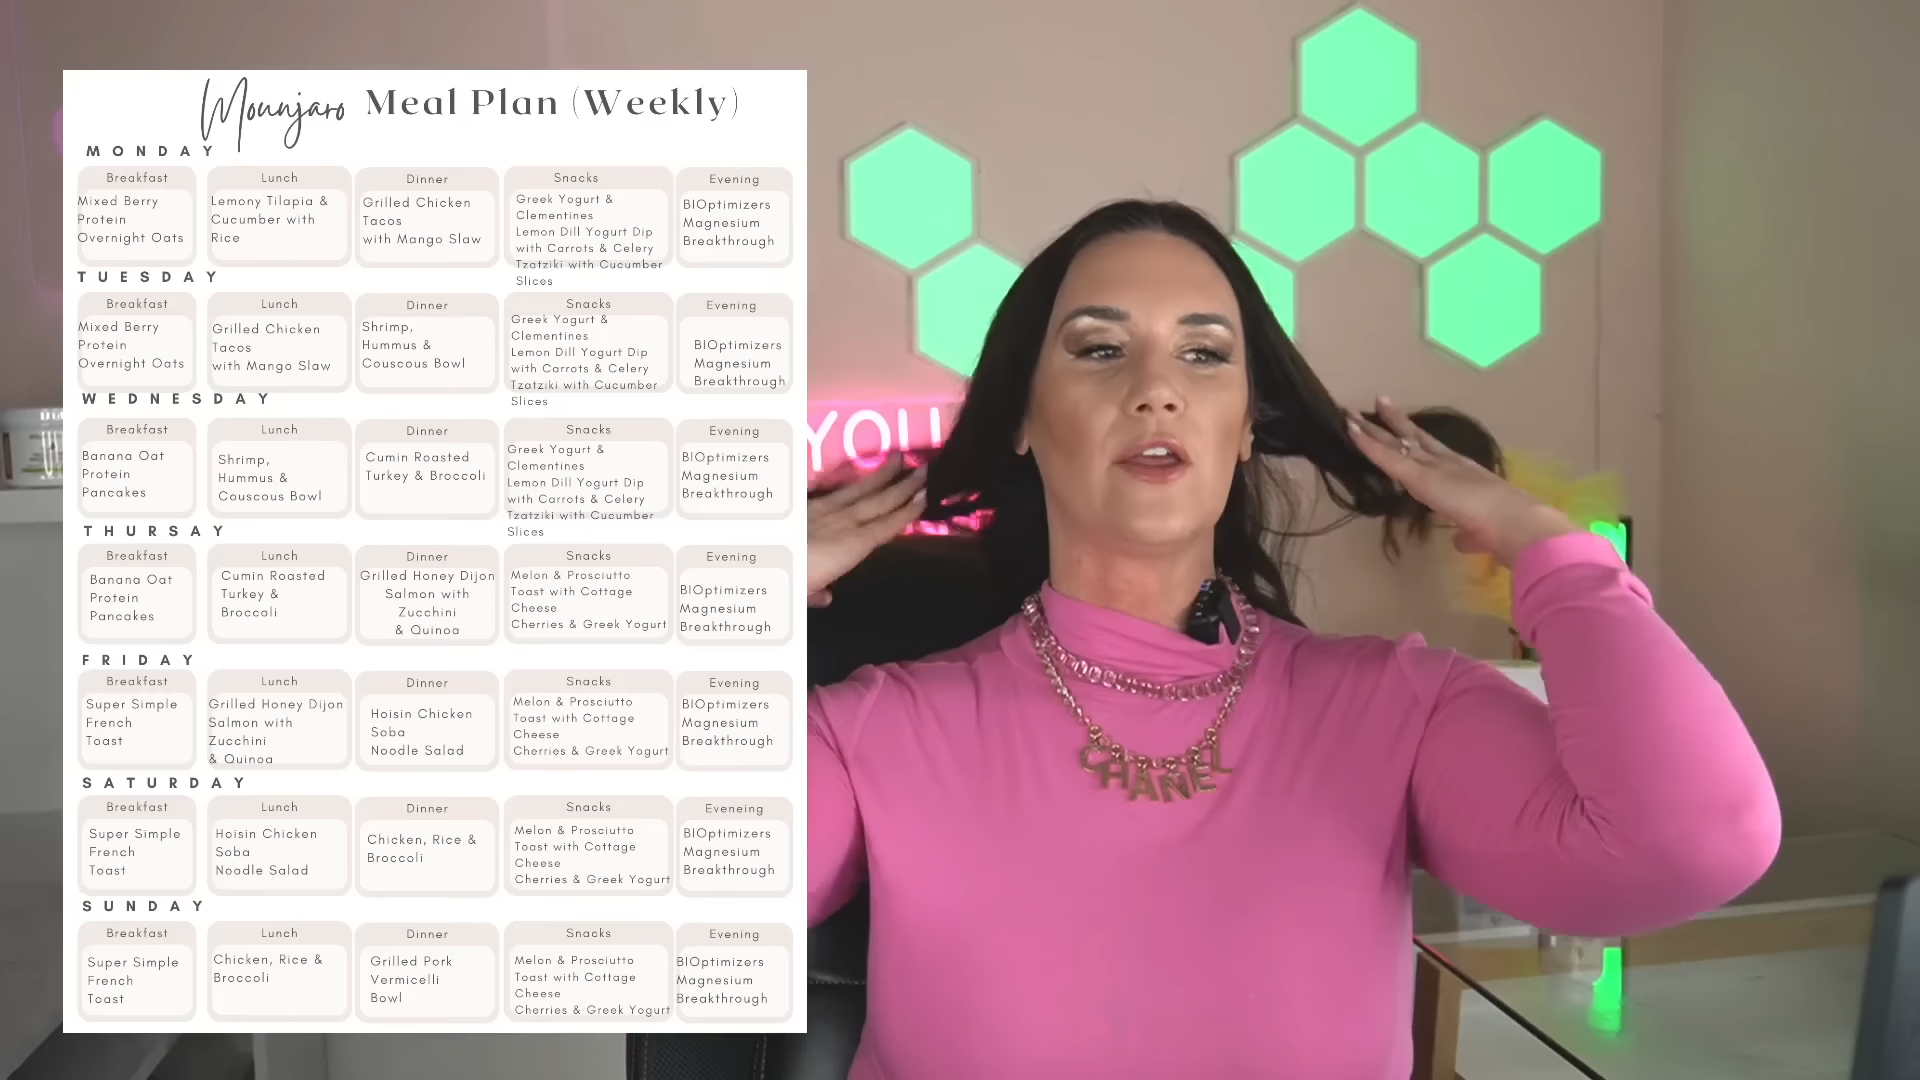 Mounjaro Meal Plan (Weekly)
MONDAY
Breakfast
Mixed Berry
Protein
Overnight Oats
Lunch
Lemony Tilapia &
Cucumber with
Rice
Dinner
Grilled Chicken
Tacos
with Mango Slaw
Snacks
Greek Yogurt &
Clementines
Lemon Dill Yogurt Dip
with Carrots & Celery
Tzatziki with Cucumber
Slices
Evening
BIOptimizers
Magnesium
Breakthrough
TUESDAY
Breakfast
Mixed Berry
Protein
Overnight Oats
Lunch
Grilled Chicken
Tacos
with Mango Slaw
Dinner
Shrimp,
Hummus &
Couscous Bowl
Snacks
Greek Yogurt &
Clementines
Lemon Dill Yogurt Dip
with Carrots & Celery
Tzatziki with Cucumber
Slices
Evening
BIOptimizers
Magnesium
Breakthrough
WEDNESDAY
Breakfast
Banana Oat
Protein
Pancakes
Lunch
Shrimp,
Hummus &
Couscous Bowl
Dinner
Cumin Roasted
Turkey & Broccoli
Snacks
Greek Yogurt &
Clementines
Lemon Dill Yogurt Dip
with Carrots & Celery
Tzatziki with Cucumber
Slices
Evening
BIOptimizers
Magnesium
Breakthrough
THURSAY
Breakfast
Banana Oat
Protein
Pancakes
Lunch
Cumin Roasted
Turkey &
Broccoli
Dinner
Grilled Honey Dijon
Salmon with
Zucchini
& Quinoa
Snacks
Melon & Prosciutto
Toast with Cottage
Cheese
Cherries & Greek Yogurt
Evening
BIOptimizers
Magnesium
Breakthrough
FRIDAY
Breakfast
Super Simple
French
Toast
Lunch
Grilled Honey Dijon
Salmon with
Zucchini
& Quinoa
Dinner
Hoisin Chicken
Soba
Noodle Salad
Snacks
Melon & Prosciutto
Toast with Cottage
Cheese
Cherries & Greek Yogurt
Evening
BIOptimizers
Magnesium
Breakthrough
SATURDAY
Breakfast
Super Simple
French
Toast
Lunch
Hoisin Chicken
Soba
Noodle Salad
Dinner
Chicken, Rice &
Broccoli
Snacks
Melon & Prosciutto
Toast with Cottage
Cheese
Cherries & Greek Yogurt
Eveneing
BIOptimizers
Magnesium
Breakthrough
SUNDAY
Breakfast
Super Simple
French
Toast
Lunch
Chicken, Rice &
Broccoli
Dinner
Grilled Pork
Vermicelli
Bowl
Snacks
Melon & Prosciutto
Toast with Cottage
Cheese
Cherries & Greek Yogurt
Evening
BIOptimizers
Magnesium
Breakthrough
YOU
CHANEL